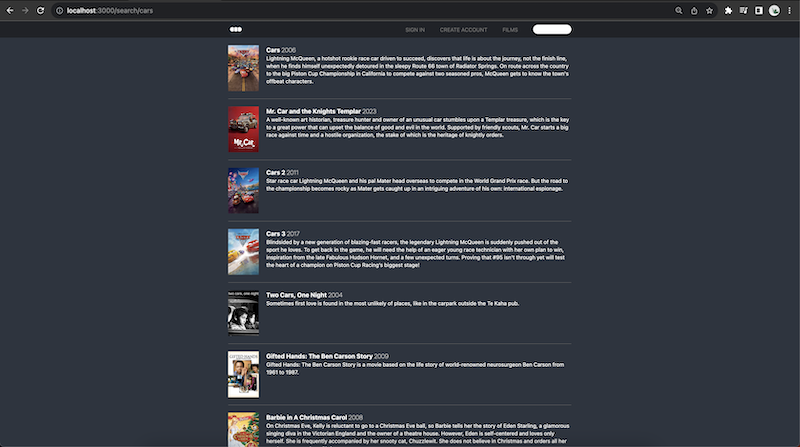 localhost:3000/search/cars
SIGN IN CREATE ACCOUNT FILMS
Cars 2006
Lightning McQueen, a hotshot rookie race car driven to succeed, discovers that life is about the journey, not the finish line,
when he finds himself unexpectedly detoured in the sleepy Route 66 town of Radiator Springs. On route across the country
to the big Piston Cup Championship in California to compete against two seasoned pros, McQueen gets to know the town's
offbeat characters.
MR. CAR
Mr. Car and the Knights Templar 2023
A well-known art historian, treasure hunter and owner of an unusual car stumbles upon a Templar treasure, which is the key
to a great power that can upset the balance of good and evil in the world. Supported by friendly scouts, Mr. Car starts a big
race against time and a hostile organization, the stake of which is the heritage of knightly orders.
Cars 2 2011
Star race car Lightning McQueen and his pal Mater head overseas to compete in the World Grand Prix race. But the road to
the championship becomes rocky as Mater gets caught up in an intriguing adventure of his own: international espionage.
Cars 3 2017
Blindsided by a new generation of blazing-fast racers, the legendary Lightning McQueen is suddenly pushed out of the
sport he loves. To get back in the game, he will need the help of an eager young race technician with her own plan to win,
inspiration from the late Fabulous Hudson Hornet, and a few unexpected turns. Proving that #95 isn't through yet will test
the heart of a champion on Piston Cup Racing's biggest stage!
two cars, one night
Two Cars, One Night 2004
Sometimes first love is found in the most unlikely of places, like in the carpark outside the Te Kaha pub.
GIFTED HANDS
Gifted Hands: The Ben Carson Story 2009
Gifted Hands: The Ben Carson Story is a movie based on the life story of world-renowned neurosurgeon Ben Carson from
1961 to 1987.
Barbie in A Christmas Carol 2008
On Christmas Eve, Kelly is reluctant to go to a Christmas Eve ball, so Barbie tells her the story of Eden Starling, a glamorous
singing diva in the Victorian England and the owner of a theatre house. However, Eden is self-centered and loves only
herself. She is frequently accompanied by her snooty cat, Chuzzlewit. She does not believe in Christmas and orders all her